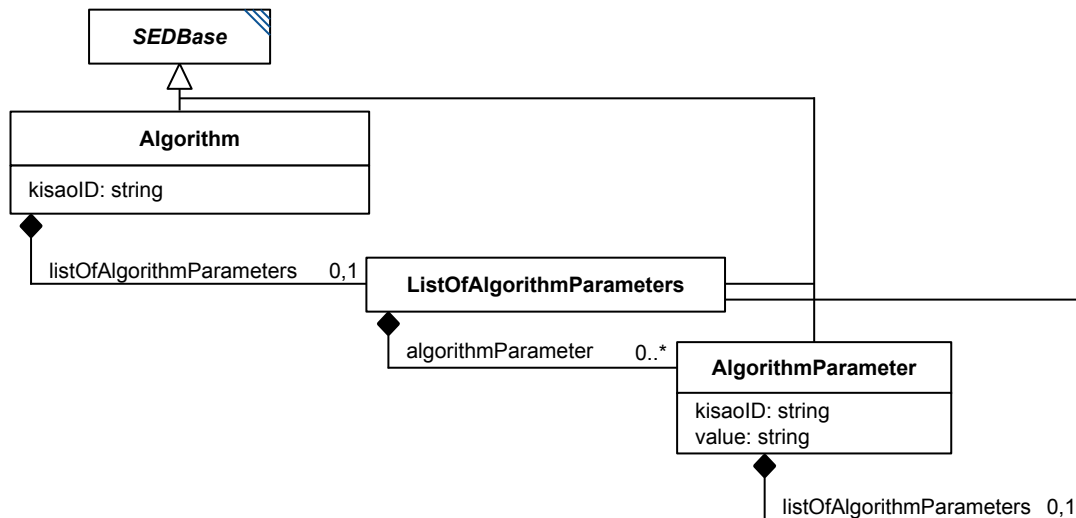 SEDBase
Algorithm
kisaoID: string
listOfAlgorithmParameters 0,1
ListOfAlgorithmParameters
algorithmParameter 0..*
AlgorithmParameter
kisaoID: string
value: string
listOfAlgorithmParameters 0,1